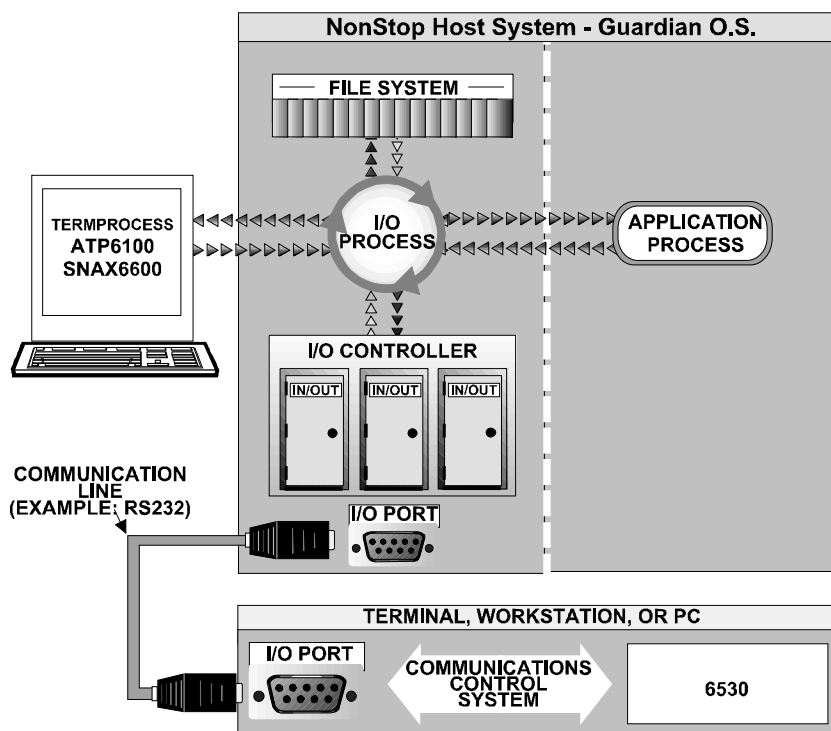 NonStop Host System - Guardian O.S.
FILE SYSTEM
TERMPROCESS
ATP6100
SNAX6600
I/O
PROCESS
APPLICATION
PROCESS
I/O CONTROLLER
IN/OUT
IN/OUT
IN/OUT
COMMUNICATION
LINE
(EXAMPLE: RS232)
I/O PORT
TERMINAL, WORKSTATION, OR PC
I/O PORT
COMMUNICATIONS
CONTROL
SYSTEM
6530